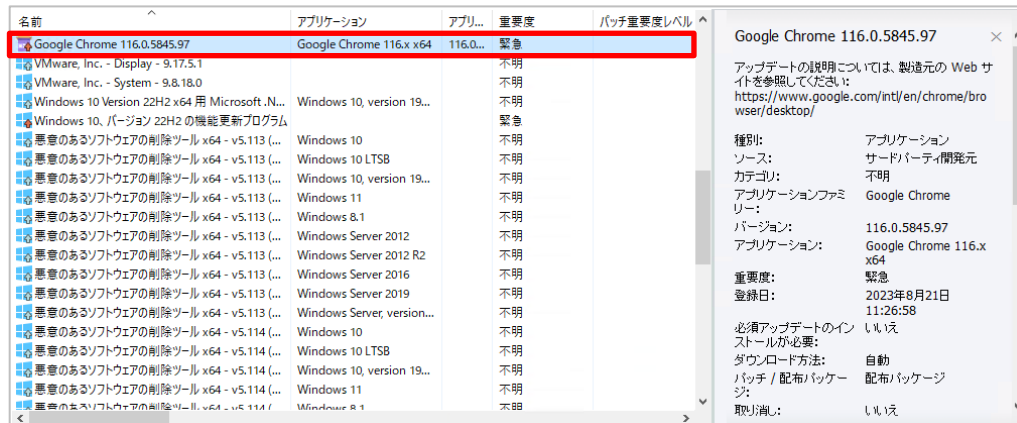 名前 アプリケーション アプリ... 重要度 パッチ重要度レベル
Google Chrome 116.0.5845.97 Google Chrome 116.x x64 116.0... 緊急
VMware, Inc. - Display - 9.17.5.1 不明
VMware, Inc. - System - 9.8.18.0 不明
Windows 10 Version 22H2 x64 用 Microsoft .N... Windows 10, version 19... 不明
Windows 10、バージョン 22H2 の機能更新プログラム 緊急
悪意のあるソフトウェアの削除ツール x64 - v5.113 (... Windows 10 不明
悪意のあるソフトウェアの削除ツール x64 - v5.113 (... Windows 10 LTSB 不明
悪意のあるソフトウェアの削除ツール x64 - v5.113 (... Windows 10, version 19... 不明
悪意のあるソフトウェアの削除ツール x64 - v5.113 (... Windows 11 不明
悪意のあるソフトウェアの削除ツール x64 - v5.113 (... Windows 8.1 不明
悪意のあるソフトウェアの削除ツール x64 - v5.113 (... Windows Server 2012 不明
悪意のあるソフトウェアの削除ツール x64 - v5.113 (... Windows Server 2012 R2 不明
悪意のあるソフトウェアの削除ツール x64 - v5.113 (... Windows Server 2016 不明
悪意のあるソフトウェアの削除ツール x64 - v5.113 (... Windows Server 2019 不明
悪意のあるソフトウェアの削除ツール x64 - v5.113 (... Windows Server, version... 不明
悪意のあるソフトウェアの削除ツール x64 - v5.114 (... Windows 10 不明
悪意のあるソフトウェアの削除ツール x64 - v5.114 (... Windows 10 LTSB 不明
悪意のあるソフトウェアの削除ツール x64 - v5.114 (... Windows 10, version 19... 不明
悪意のあるソフトウェアの削除ツール x64 - v5.114 (... Windows 11 不明
悪意のあるソフトウェアの削除ツール x64 - v5.114 (... Windows 8.1 不明
Google Chrome 116.0.5845.97
アップデートの説明については、製造元の Web サ
イトを参照してください:
https://www.google.com/intl/en/chrome/bro
wser/desktop/
種別: アプリケーション
ソース: サードパーティ開発元
カテゴリ: 不明
アプリケーションファミ Google Chrome
リー:
バージョン: 116.0.5845.97
アプリケーション: Google Chrome 116.x
x64
重要度: 緊急
登録日: 2023年8月21日
11:26:58
必須アップデートのイン いいえ
ストールが必要:
ダウンロード方法: 自動
パッチ / 配布パッケー 配布パッケージ
ジ:
取り消し: いいえ